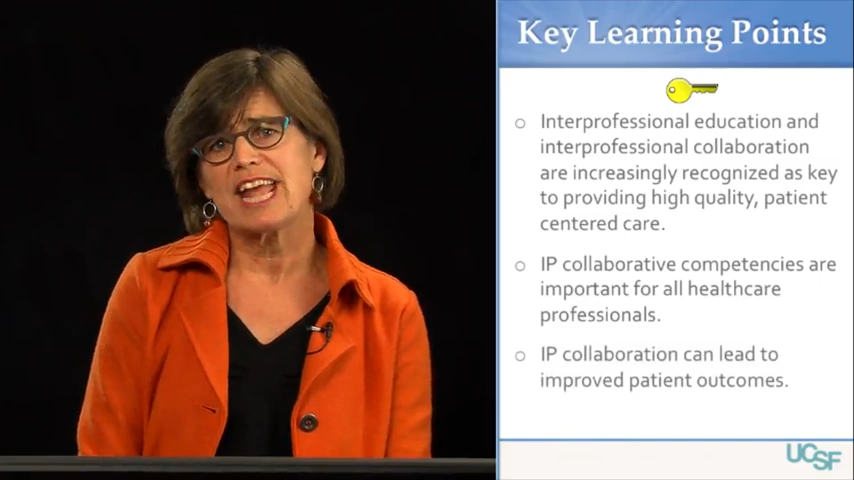 Key Learning Points
Interprofessional education and
interprofessional collaboration
are increasingly recognized as key
to providing high quality, patient
centered care.
IP collaborative competencies are
important for all healthcare
professionals.
IP collaboration can lead to
improved patient outcomes.
UCSF